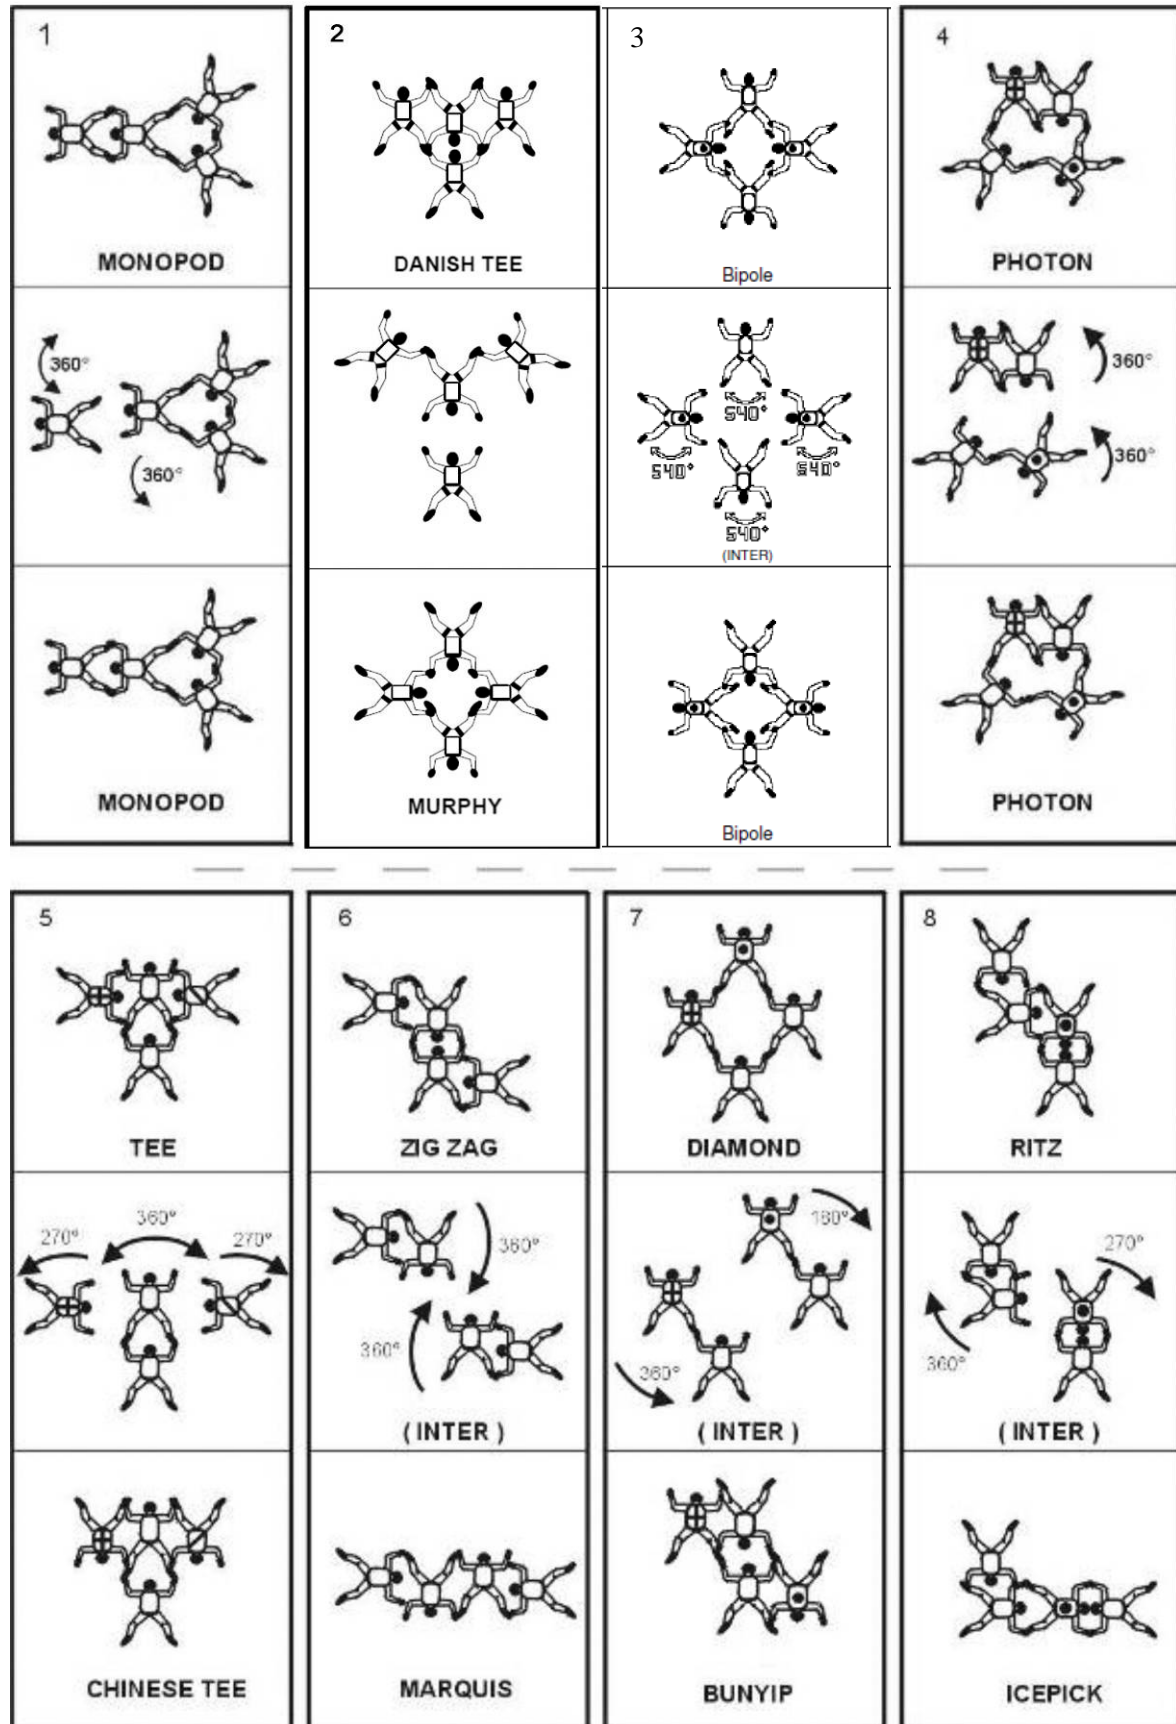 1
2
3
4
MONOPOD
DANISH TEE
Bipole
PHOTON
360°
360°
540°
540°
540°
540°
(INTER)
360°
360°
MONOPOD
MURPHY
Bipole
PHOTON
5
6
7
8
TEE
ZIG ZAG
DIAMOND
RITZ
270°
360°
270°
360°
360°
( INTER )
180°
360°
( INTER )
270°
360°
( INTER )
CHINESE TEE
MARQUIS
BUNYIP
ICEPICK